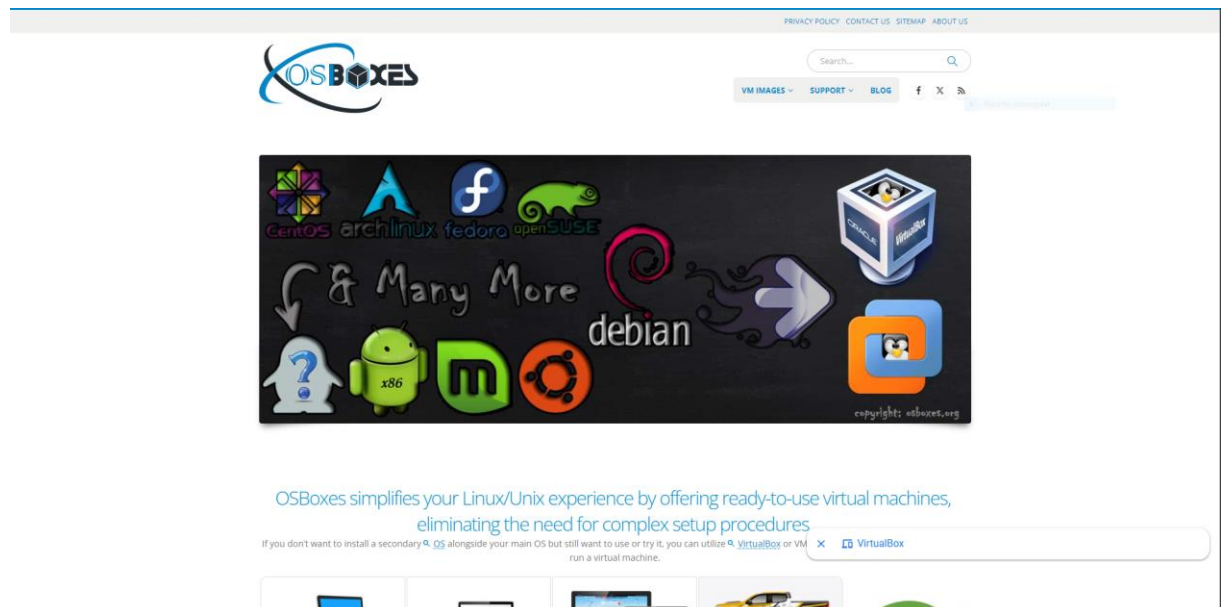 PRIVACY POLICY CONTACT US SITEMAP ABOUT US
OSBOXES
Search...
VM IMAGES SUPPORT BLOG
CentOS archlinux fedora openSUSE
& Many More
debian
x86
ORACLE VirtualBox
copyright: osboxes.org
OSBoxes simplifies your Linux/Unix experience by offering ready-to-use virtual machines,
eliminating the need for complex setup procedures
If you don't want to install a secondary OS alongside your main OS but still want to use or try it, you can utilize VirtualBox or VM
run a virtual machine.
VirtualBox